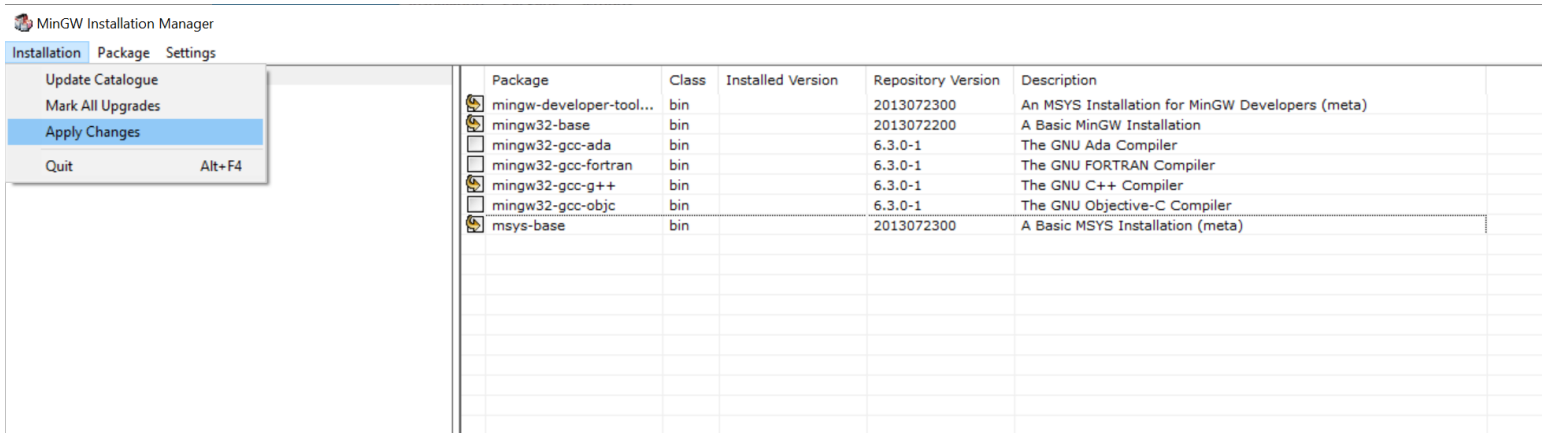 MinGW Installation Manager
Installation Package Settings
Update Catalogue
Mark All Upgrades
Apply Changes
Quit Alt+F4
Package Class Installed Version Repository Version Description
mingw-developer-tool... bin 2013072300 An MSYS Installation for MinGW Developers (meta)
mingw32-base bin 2013072200 A Basic MinGW Installation
mingw32-gcc-ada bin 6.3.0-1 The GNU Ada Compiler
mingw32-gcc-fortran bin 6.3.0-1 The GNU FORTRAN Compiler
mingw32-gcc-g++ bin 6.3.0-1 The GNU C++ Compiler
mingw32-gcc-objc bin 6.3.0-1 The GNU Objective-C Compiler
msys-base bin 2013072300 A Basic MSYS Installation (meta)